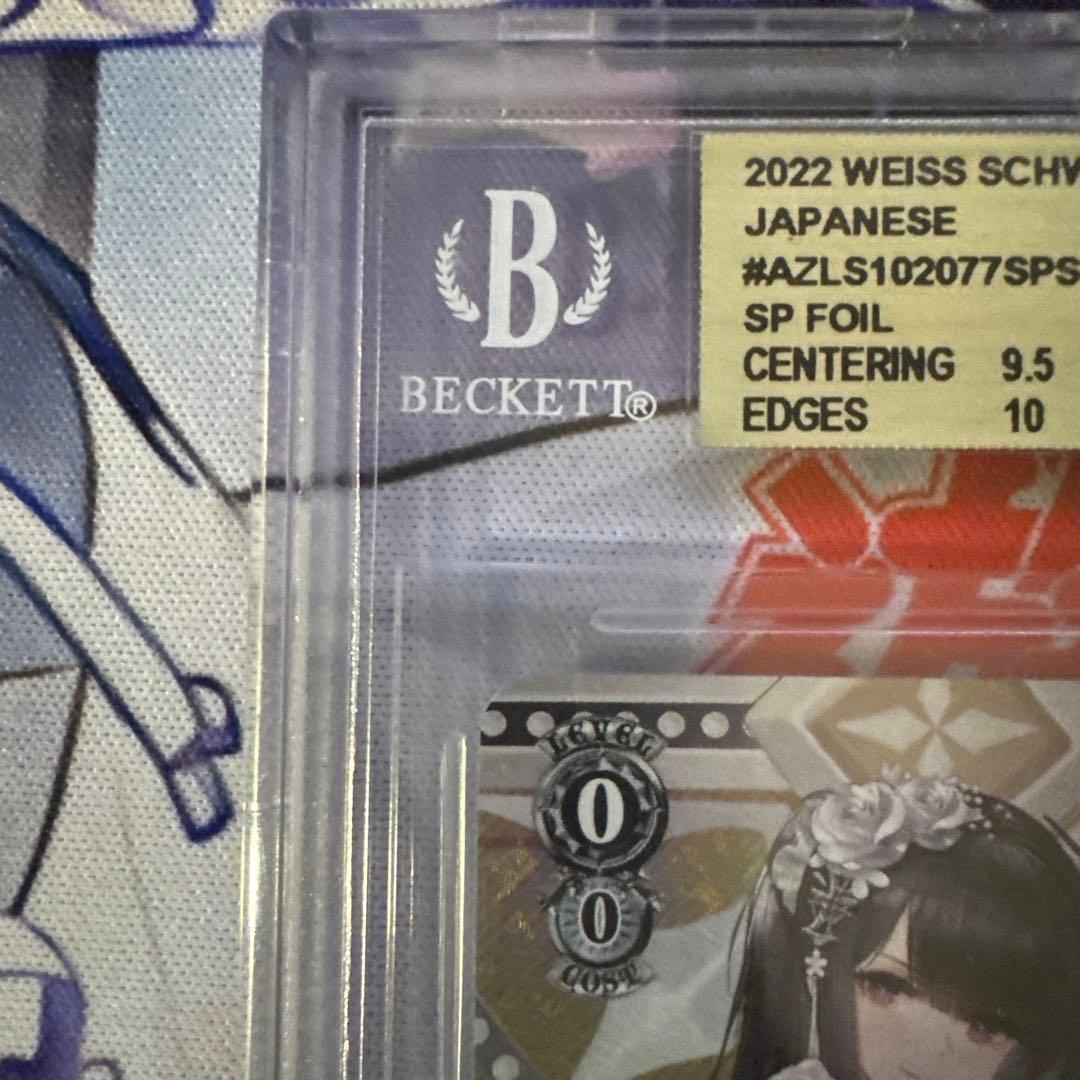 B
BECKETT®
2022 WEISS SCHW
JAPANESE
#AZLS102077SPS
SP FOIL
CENTERING 9.5
EDGES 10
LEVEL
0
0
COST